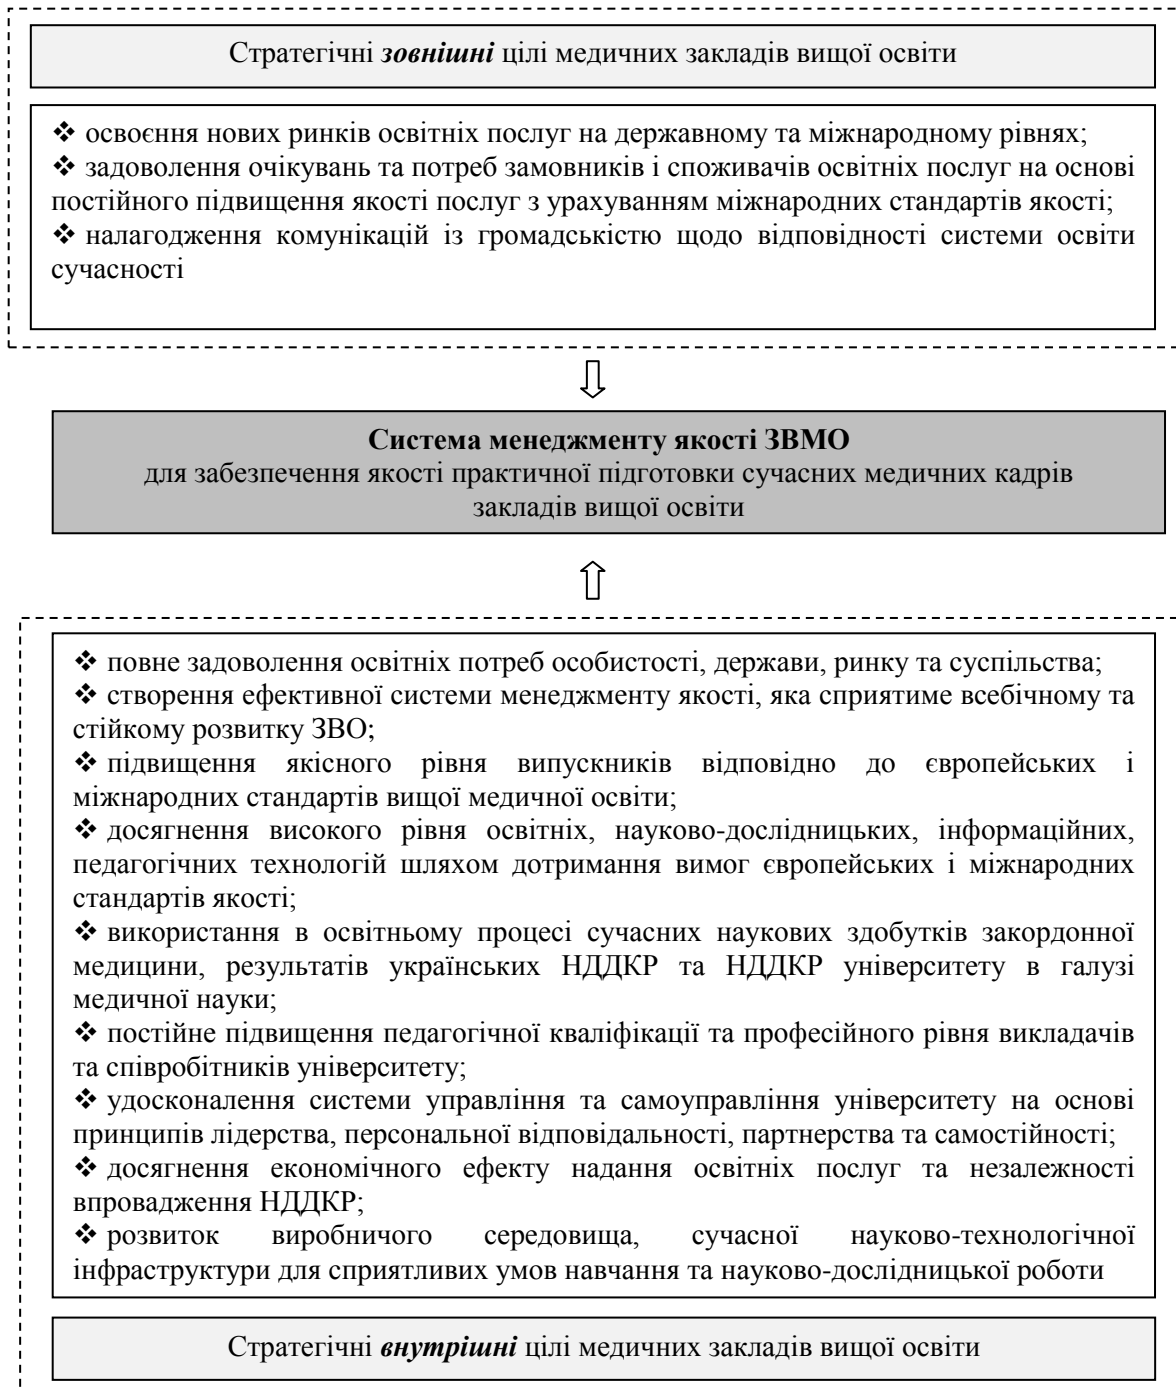 Стратегічні зовнішні цілі медичних закладів вищої освіти
❖ освоєння нових ринків освітніх послуг на державному та міжнародному рівнях;
❖ задоволення очікувань та потреб замовників і споживачів освітніх послуг на основі
постійного підвищення якості послуг з урахуванням міжнародних стандартів якості;
❖ налагодження комунікацій із громадськістю щодо відповідності системи освіти
сучасності
Система менеджменту якості ЗВМО
для забезпечення якості практичної підготовки сучасних медичних кадрів
закладів вищої освіти
❖ повне задоволення освітніх потреб особистості, держави, ринку та суспільства;
❖ створення ефективної системи менеджменту якості, яка сприятиме всебічному та
стійкому розвитку ЗВО;
❖ підвищення якісного рівня випускників відповідно до європейських і
міжнародних стандартів вищої медичної освіти;
❖ досягнення високого рівня освітніх, науково-дослідницьких, інформаційних,
педагогічних технологій шляхом дотримання вимог європейських і міжнародних
стандартів якості;
❖ використання в освітньому процесі сучасних наукових здобутків закордонної
медицини, результатів українських НДДКР та НДДКР університету в галузі
медичної науки;
❖ постійне підвищення педагогічної кваліфікації та професійного рівня викладачів
та співробітників університету;
❖ удосконалення системи управління та самоуправління університету на основі
принципів лідерства, персональної відповідальності, партнерства та самостійності;
❖ досягнення економічного ефекту надання освітніх послуг та незалежності
впровадження НДДКР;
❖ розвиток виробничого середовища, сучасної науково-технологічної
інфраструктури для сприятливих умов навчання та науково-дослідницької роботи
Стратегічні внутрішні цілі медичних закладів вищої освіти